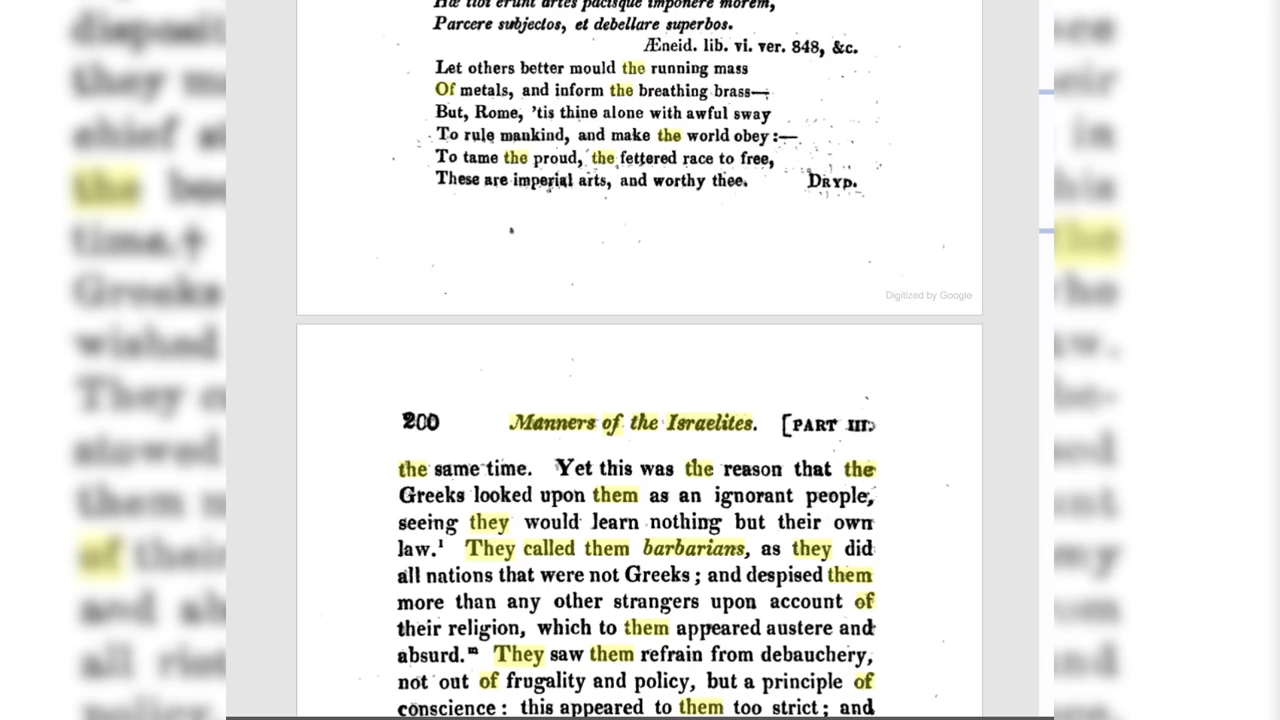 Hæ tibi erunt artes pacisque imponere morem,
Parcere subjectos, et debellare superbos.
Æneid. lib. vi. ver. 848, &c.
Let others better mould the running mass
Of metals, and inform the breathing brass—
But, Rome, 'tis thine alone with awful sway
To rule mankind, and make the world obey:—
To tame the proud, the fettered race to free,
These are imperial arts, and worthy thee. DRYD.
Digitized by Google
200 Manners of the Israelites. [PART III.
the same time. Yet this was the reason that the
Greeks looked upon them as an ignorant people,
seeing they would learn nothing but their own
law.¹ They called them barbarians, as they did
all nations that were not Greeks; and despised them
more than any other strangers upon account of
their religion, which to them appeared austere and
absurd.ᵐ They saw them refrain from debauchery,
not out of frugality and policy, but a principle of
conscience: this appeared to them too strict; and